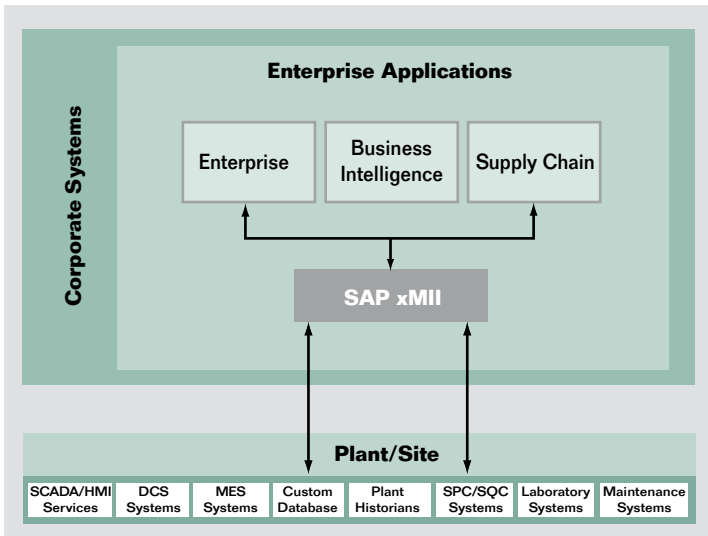 Enterprise Applications
Corporate Systems
Enterprise
Business
Intelligence
Supply Chain
SAP xMII
Plant/Site
SCADA/HMI
Services
DCS
Systems
MES
Systems
Custom
Database
Plant
Historians
SPC/SQC
Systems
Laboratory
Systems
Maintenance
Systems